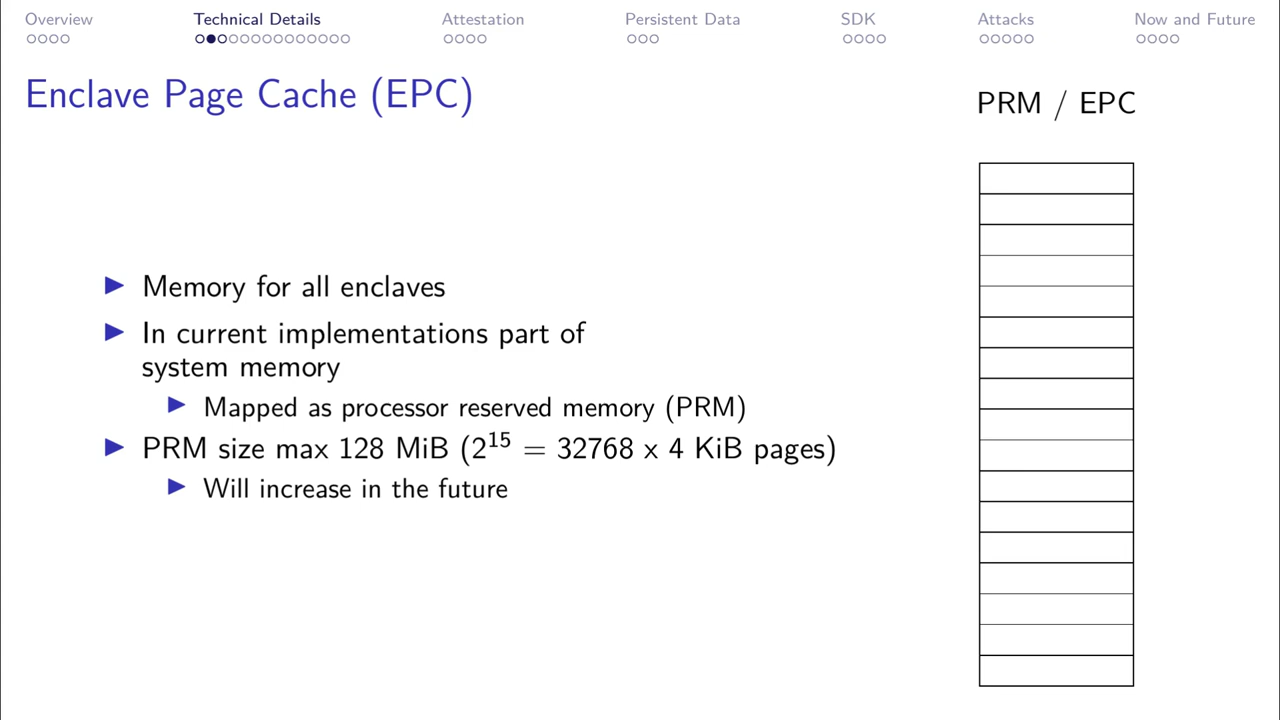 Overview
Technical Details
Attestation
Persistent Data
SDK
Attacks
Now and Future
Enclave Page Cache (EPC)
PRM / EPC
Memory for all enclaves
In current implementations part of
system memory
Mapped as processor reserved memory (PRM)
PRM size max 128 MiB (2¹⁵ = 32768 x 4 KiB pages)
Will increase in the future